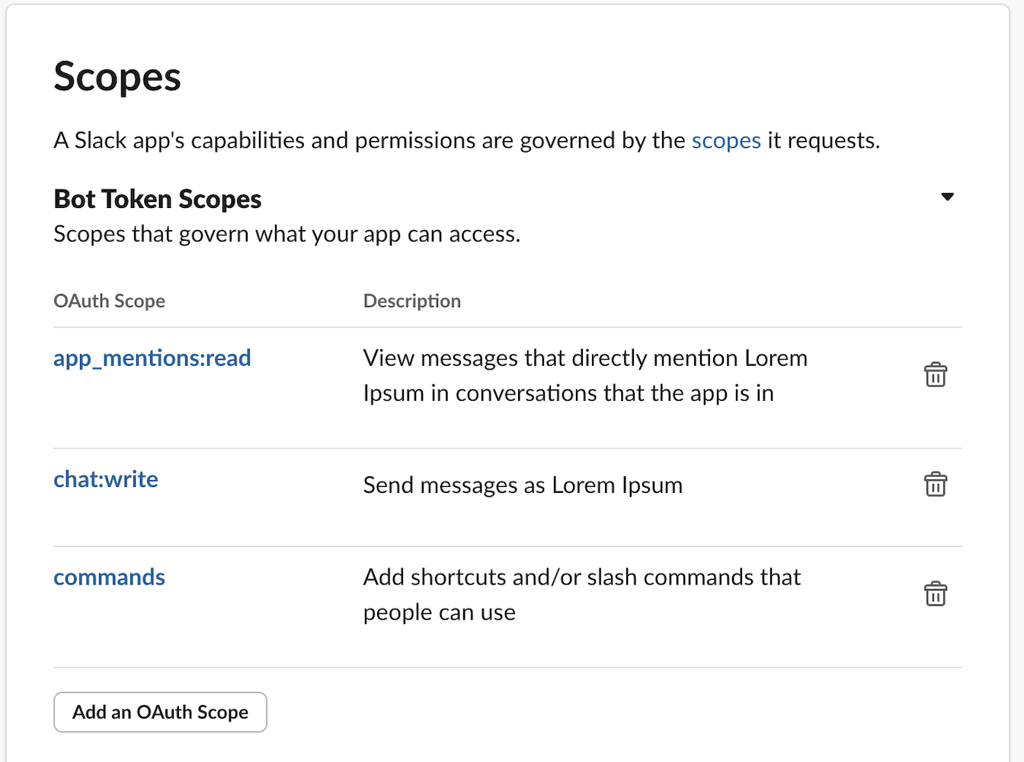 Scopes
A Slack app's capabilities and permissions are governed by the scopes it requests.
Bot Token Scopes
Scopes that govern what your app can access.
OAuth Scope Description
app_mentions:read View messages that directly mention Lorem
Ipsum in conversations that the app is in
chat:write Send messages as Lorem Ipsum
commands Add shortcuts and/or slash commands that
people can use
Add an OAuth Scope